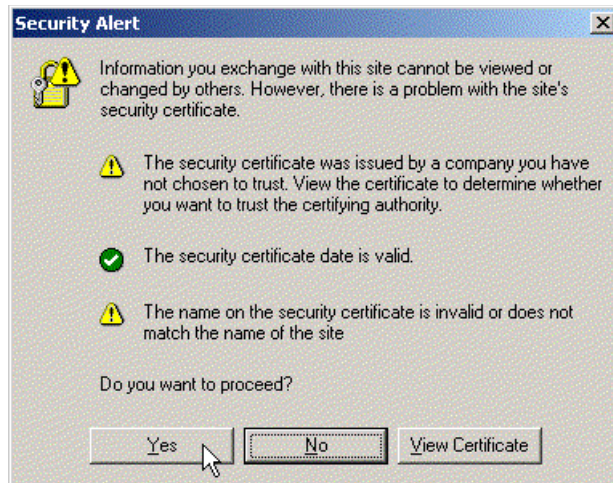 Security Alert
Information you exchange with this site cannot be viewed or
changed by others. However, there is a problem with the site's
security certificate.
The security certificate was issued by a company you have
not chosen to trust. View the certificate to determine whether
you want to trust the certifying authority.
The security certificate date is valid.
The name on the security certificate is invalid or does not
match the name of the site
Do you want to proceed?
Yes No View Certificate